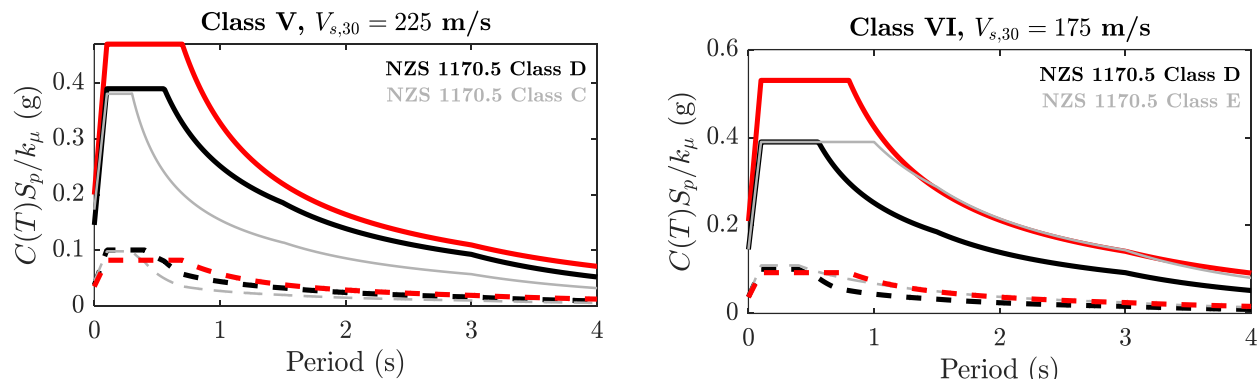 Class V, V_{s,30} = 225 m/s
NZS 1170.5 Class D
NZS 1170.5 Class C
C(T)S_p/k_μ (g)
0.4
0.3
0.2
0.1
0
0 1 2 3 4
Period (s)
Class VI, V_{s,30} = 175 m/s
NZS 1170.5 Class D
NZS 1170.5 Class E
C(T)S_p/k_μ (g)
0.6
0.4
0.2
0
0 1 2 3 4
Period (s)